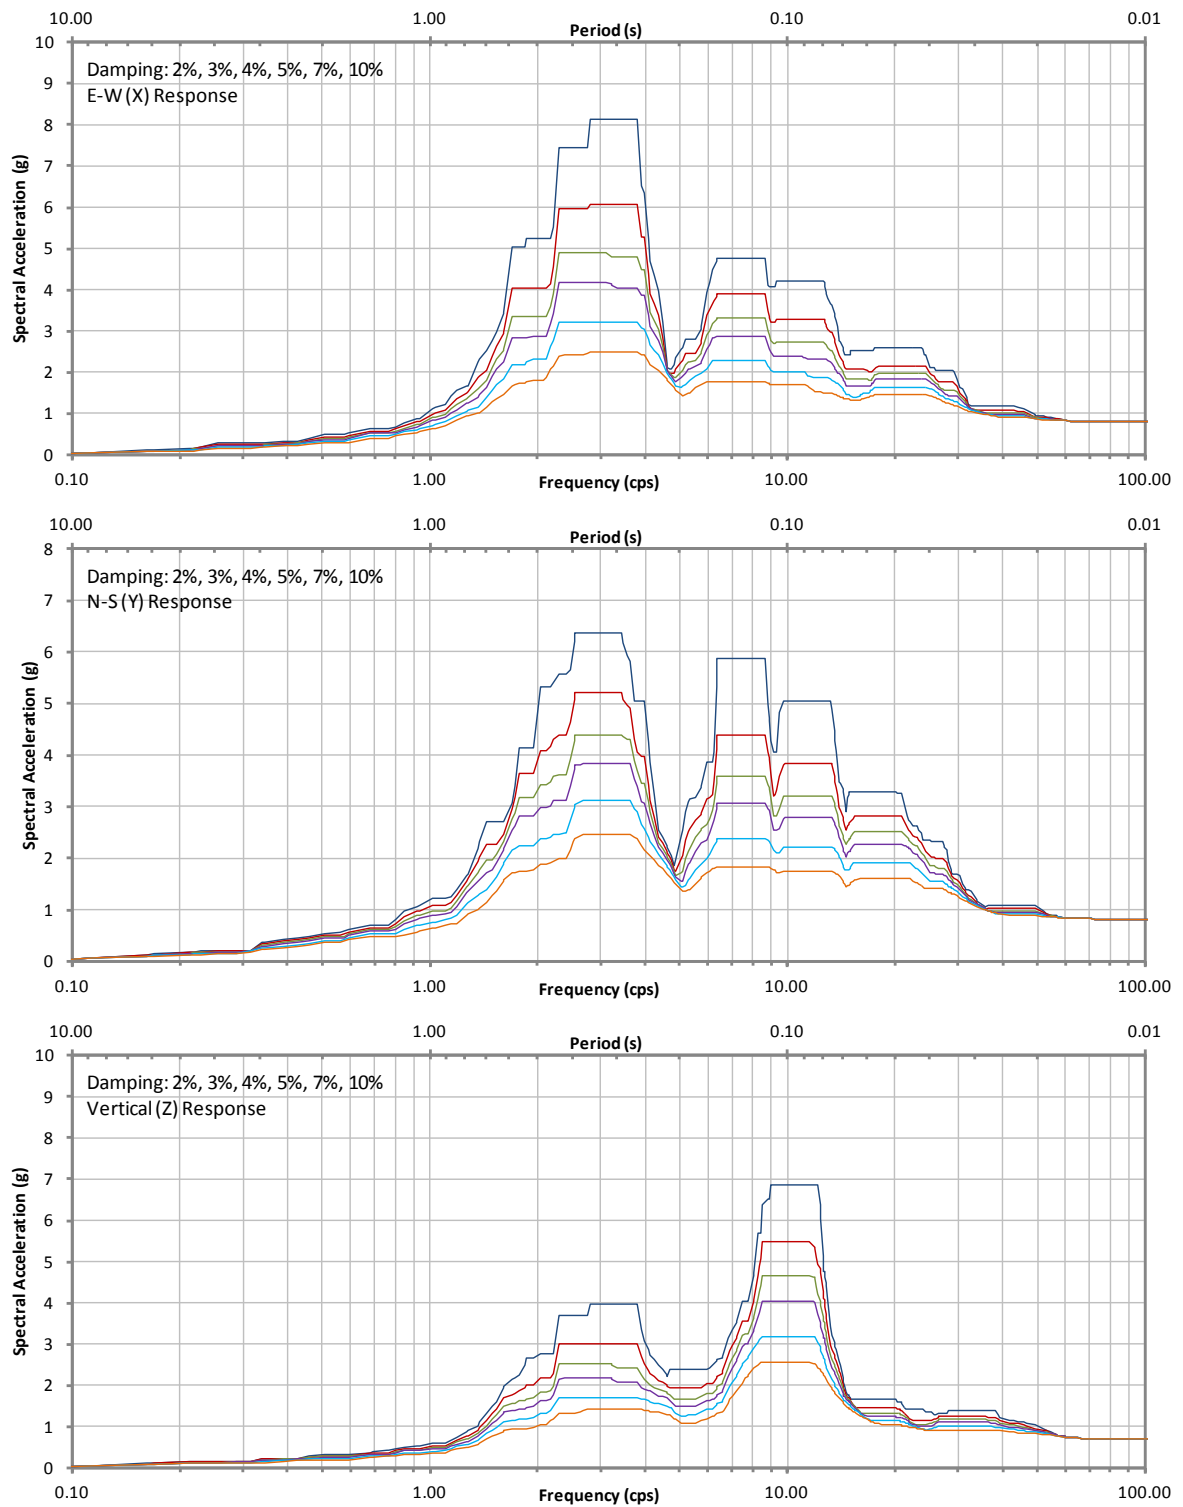 10.00 1.00 0.10 0.01
Period (s)
10
9
8
7
6
5
4
3
2
1
0
Spectral Acceleration (g)
Damping: 2%, 3%, 4%, 5%, 7%, 10%
E-W (X) Response
0.10 1.00 10.00 100.00
Frequency (cps)
10.00 1.00 0.10 0.01
Period (s)
8
7
6
5
4
3
2
1
0
Spectral Acceleration (g)
Damping: 2%, 3%, 4%, 5%, 7%, 10%
N-S (Y) Response
0.10 1.00 10.00 100.00
Frequency (cps)
10.00 1.00 0.10 0.01
Period (s)
10
9
8
7
6
5
4
3
2
1
0
Spectral Acceleration (g)
Damping: 2%, 3%, 4%, 5%, 7%, 10%
Vertical (Z) Response
0.10 1.00 10.00 100.00
Frequency (cps)